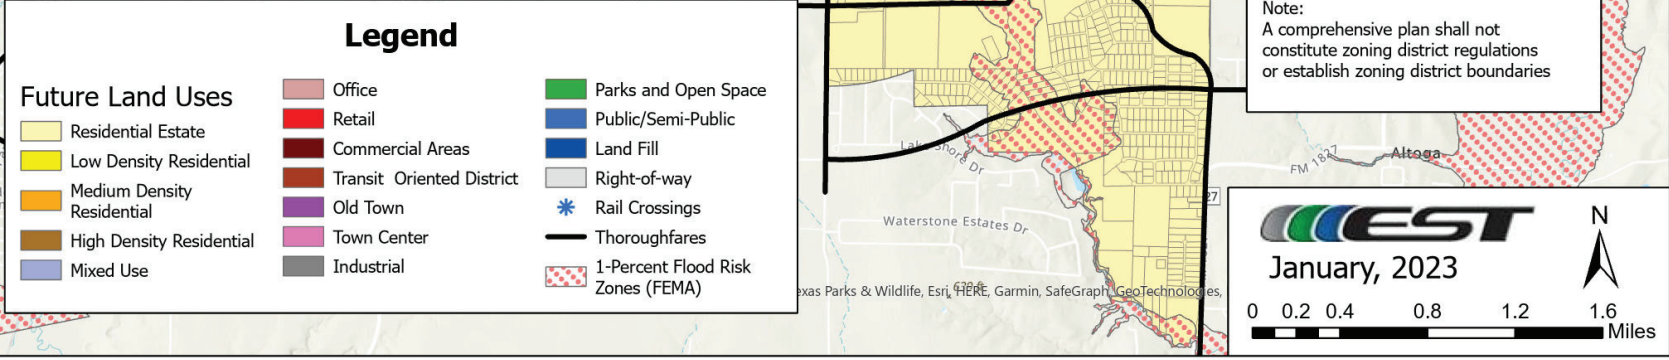 Legend
Future Land Uses
Residential Estate
Low Density Residential
Medium Density
Residential
High Density Residential
Mixed Use
Office
Retail
Commercial Areas
Transit Oriented District
Old Town
Town Center
Industrial
Parks and Open Space
Public/Semi-Public
Land Fill
Right-of-way
Rail Crossings
Thoroughfares
1-Percent Flood Risk
Zones (FEMA)
Lake Shore Dr
Waterstone Estates Dr
exas Parks & Wildlife, Esri, HERE, Garmin, SafeGraph, GeoTechnologies,
27
Note:
A comprehensive plan shall not
constitute zoning district regulations
or establish zoning district boundaries
FM 1827
Altoga
EST
January, 2023
N
0 0.2 0.4 0.8 1.2 1.6
Miles